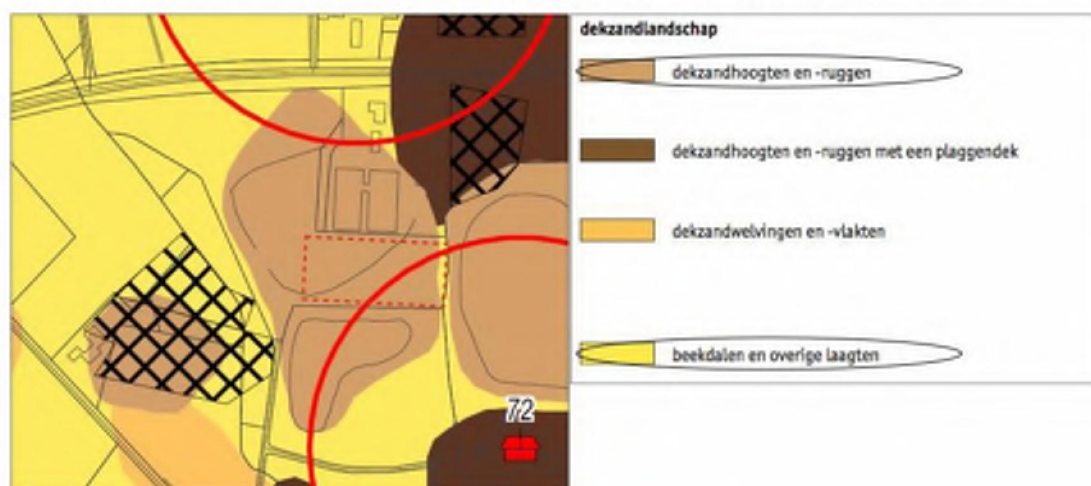 dekzandlandschap
dekzandhoogten en -ruggen
dekzandhoogten en -ruggen met een plaggendek
dekzandwelvingen en -vlakten
beekdalen en overige laagten
72